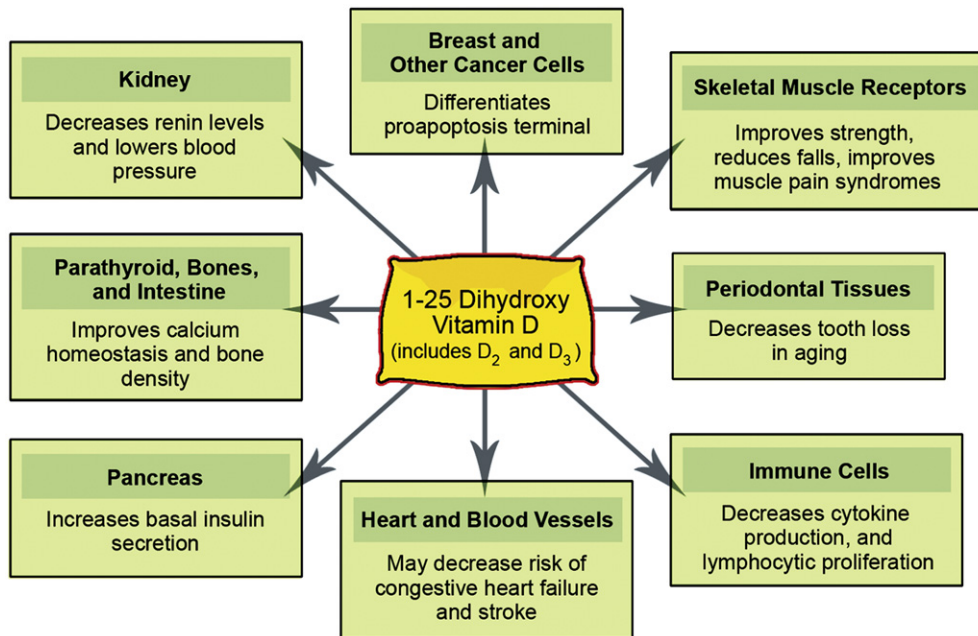 Kidney
Decreases renin levels
and lowers blood
pressure
Breast and
Other Cancer Cells
Differentiates
proapoptosis terminal
Skeletal Muscle Receptors
Improves strength,
reduces falls, improves
muscle pain syndromes
Parathyroid, Bones,
and Intestine
Improves calcium
homeostasis and bone
density
1-25 Dihydroxy
Vitamin D
(includes D₂ and D₃)
Periodontal Tissues
Decreases tooth loss
in aging
Pancreas
Increases basal insulin
secretion
Heart and Blood Vessels
May decrease risk of
congestive heart failure
and stroke
Immune Cells
Decreases cytokine
production, and
lymphocytic proliferation